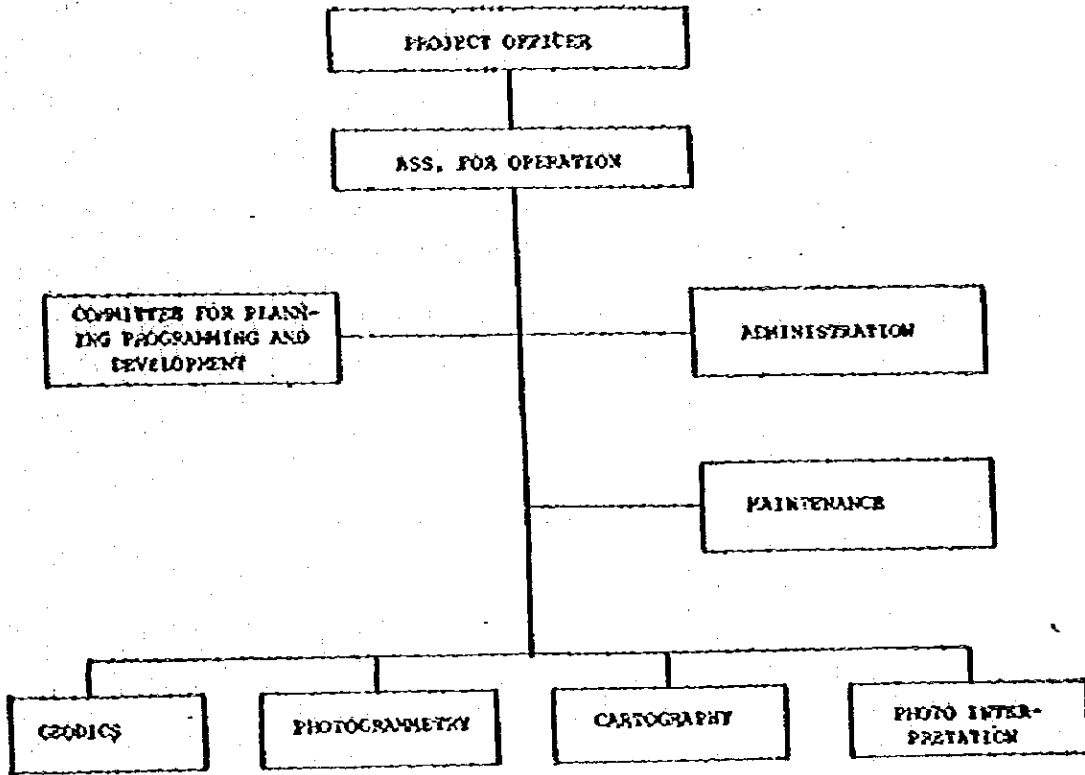 PROJECT OFFICER
ASS. FOR OPERATION
COMMITTEE FOR PLANN-
ING PROGRAMMING AND
DEVELOPMENT
ADMINISTRATION
MAINTENANCE
GEODICS
PHOTOGRAMMETRY
CARTOGRAPHY
PHOTO INTER-
PRETATION